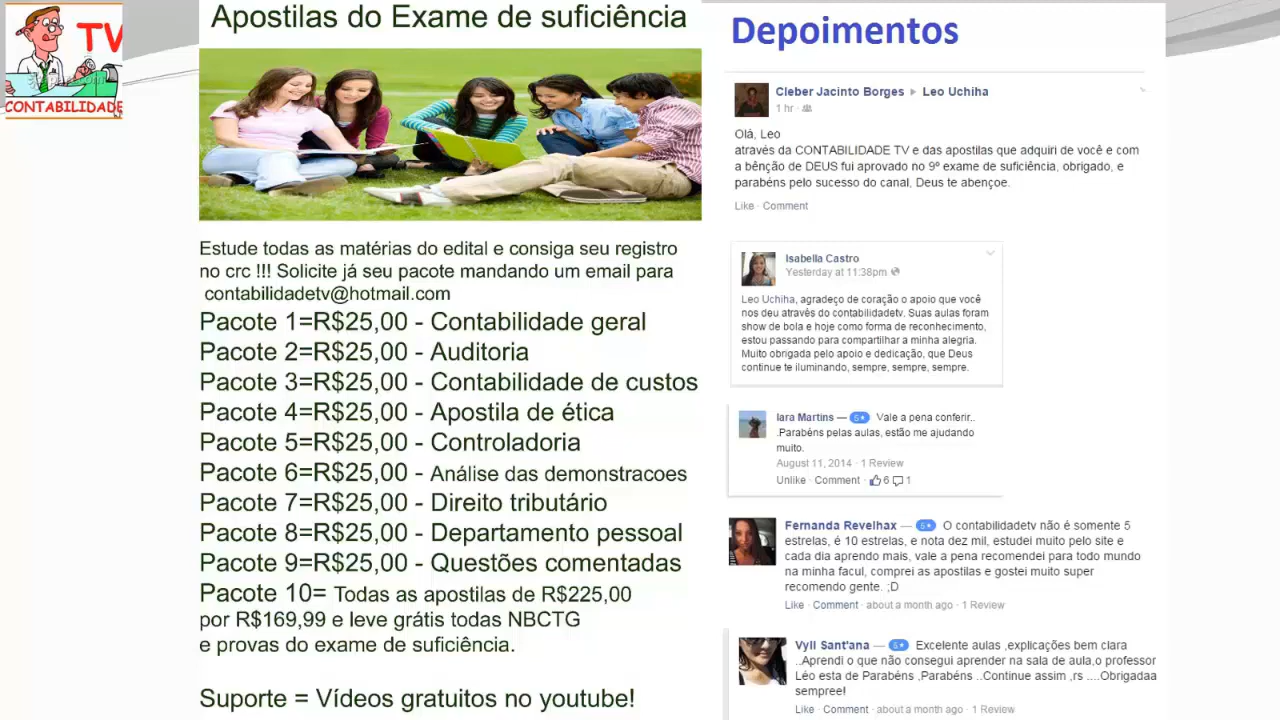 TV
CONTABILIDADE
Apostilas do Exame de suficiência
Estude todas as matérias do edital e consiga seu registro
no crc !!! Solicite já seu pacote mandando um email para
contabilidadetv@hotmail.com
Pacote 1=R$25,00 - Contabilidade geral
Pacote 2=R$25,00 - Auditoria
Pacote 3=R$25,00 - Contabilidade de custos
Pacote 4=R$25,00 - Apostila de ética
Pacote 5=R$25,00 - Controladoria
Pacote 6=R$25,00 - Análise das demonstracoes
Pacote 7=R$25,00 - Direito tributário
Pacote 8=R$25,00 - Departamento pessoal
Pacote 9=R$25,00 - Questões comentadas
Pacote 10= Todas as apostilas de R$225,00
por R$169,99 e leve grátis todas NBCTG
e provas do exame de suficiência.
Suporte = Vídeos gratuitos no youtube!
Depoimentos
Cleber Jacinto Borges ▸ Leo Uchiha
1 hr ·
Olá, Leo
através da CONTABILIDADE TV e das apostilas que adquiri de você e com
a bênção de DEUS fui aprovado no 9º exame de suficiência, obrigado, e
parabéns pelo sucesso do canal, Deus te abençoe.
Like · Comment
Isabella Castro
Yesterday at 11:38pm
Leo Uchiha, agradeço de coração o apoio que você
nos deu através do contabilidadetv. Suas aulas foram
show de bola e hoje como forma de reconhecimento,
estou passando para compartilhar a minha alegria.
Muito obrigada pelo apoio e dedicação, que Deus
continue te iluminando, sempre, sempre, sempre.
Iara Martins — 5★ Vale a pena conferir..
.Parabéns pelas aulas, estão me ajudando
muito.
August 11, 2014 · 1 Review
Unlike · Comment · 6 1
Fernanda Revelhax — 5★ O contabilidadetv não é somente 5
estrelas, é 10 estrelas, e nota dez mil, estudei muito pelo site e
cada dia aprendo mais, vale a pena recomendei para todo mundo
na minha facul, comprei as apostilas e gostei muito super
recomendo gente. ;D
Like · Comment · about a month ago · 1 Review
Vyll Sant'ana — 5★ Excelente aulas ,explicações bem clara
..Aprendi o que não consegui aprender na sala de aula,o professor
Léo esta de Parabéns ,Parabéns ..Continue assim ,rs ....Obrigadaa
sempree!
Like · Comment · about a month ago · 1 Review